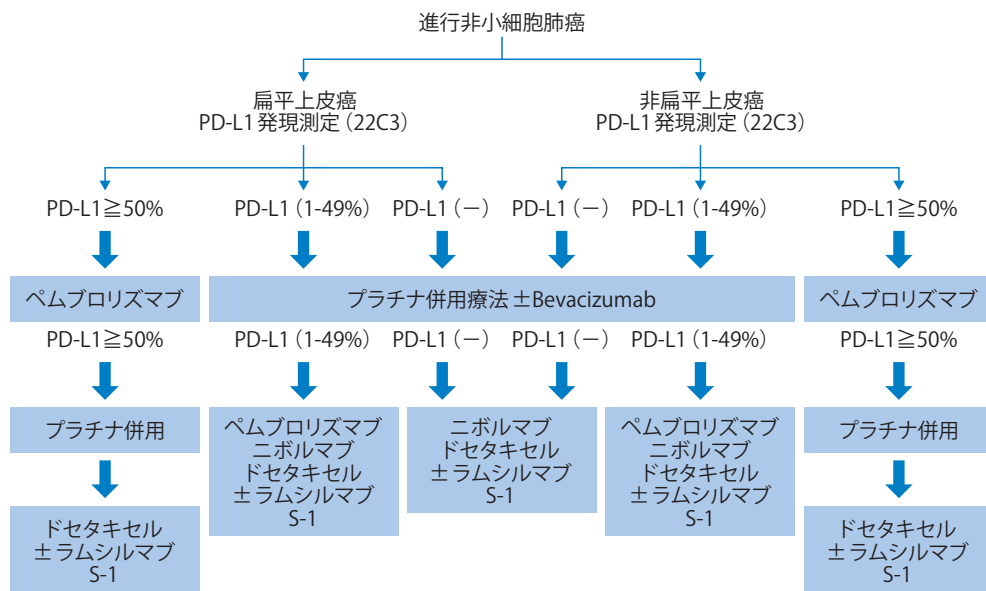 進行非小細胞肺癌
扁平上皮癌
PD-L1 発現測定（22C3）
非扁平上皮癌
PD-L1 発現測定（22C3）
PD-L1≧50%
PD-L1（1-49%）
PD-L1（－）
PD-L1（－）
PD-L1（1-49%）
PD-L1≧50%
ペムブロリズマブ
プラチナ併用療法 ±Bevacizumab
ペムブロリズマブ
PD-L1≧50%
PD-L1（1-49%）
PD-L1（－）
PD-L1（－）
PD-L1（1-49%）
PD-L1≧50%
プラチナ併用
ペムブロリズマブ
ニボルマブ
ドセタキセル
±ラムシルマブ
S-1
ニボルマブ
ドセタキセル
±ラムシルマブ
S-1
ペムブロリズマブ
ニボルマブ
ドセタキセル
±ラムシルマブ
S-1
プラチナ併用
ドセタキセル
±ラムシルマブ
S-1
ドセタキセル
±ラムシルマブ
S-1